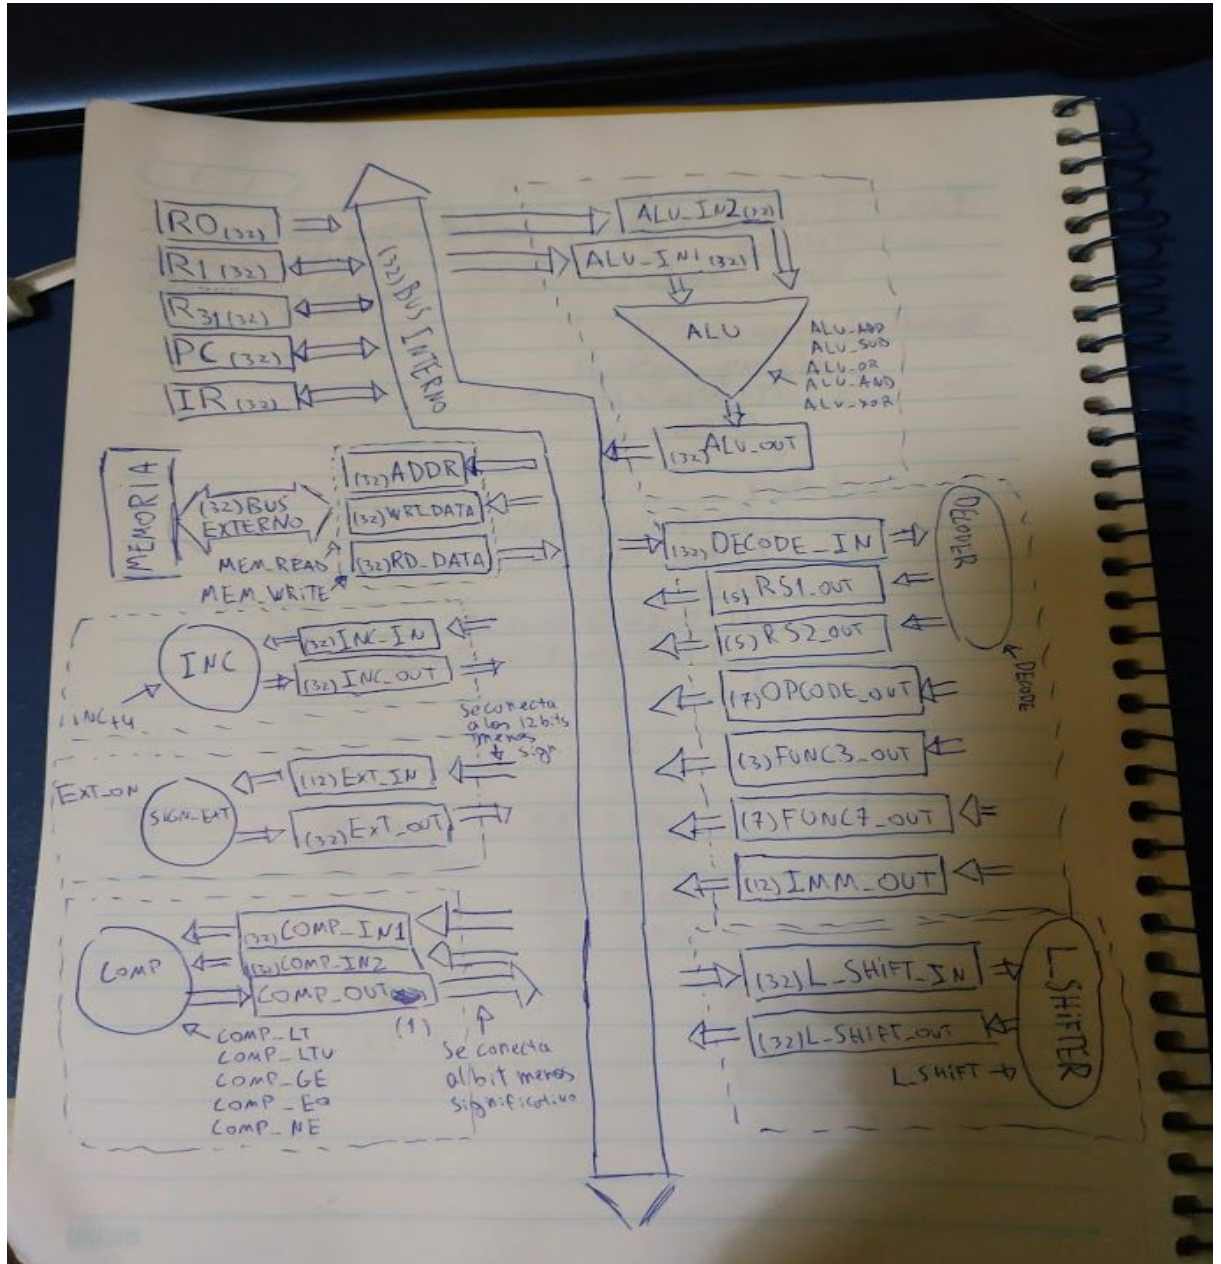 R0 (32)
R1 (32)
R31 (32)
PC (32)
IR (32)
(32) BUS INTERNO
ALU_IN2 (32)
ALU_IN1 (32)
ALU
ALU_ADD
ALU_SUB
ALU_OR
ALU_AND
ALU_XOR
(32) ALU_OUT
MEMORIA
(32) BUS
EXTERNO
(32) ADDR
(32) WRT_DATA
(32) RD_DATA
MEM_READ
MEM_WRITE
INC
(32) INC_IN
(32) INC_OUT
INC+4
Se conecta
a los 12 bits
menos
sign
EXT_ON
SIGN_EXT
(12) EXT_IN
(32) EXT_OUT
COMP
(32) COMP_IN1
(32) COMP_IN2
COMP_OUT
(1)
COMP_LT
COMP_LTU
COMP_GE
COMP_EQ
COMP_NE
Se conecta
al bit menos
significativo
(32) DECODE_IN
DECODER
(5) RS1_OUT
(5) RS2_OUT
DECODE
(7) OPCODE_OUT
(3) FUNC3_OUT
(7) FUNC7_OUT
(12) IMM_OUT
(32) L_SHIFT_IN
(32) L_SHIFT_OUT
L_SHIFTER
L_SHIFT